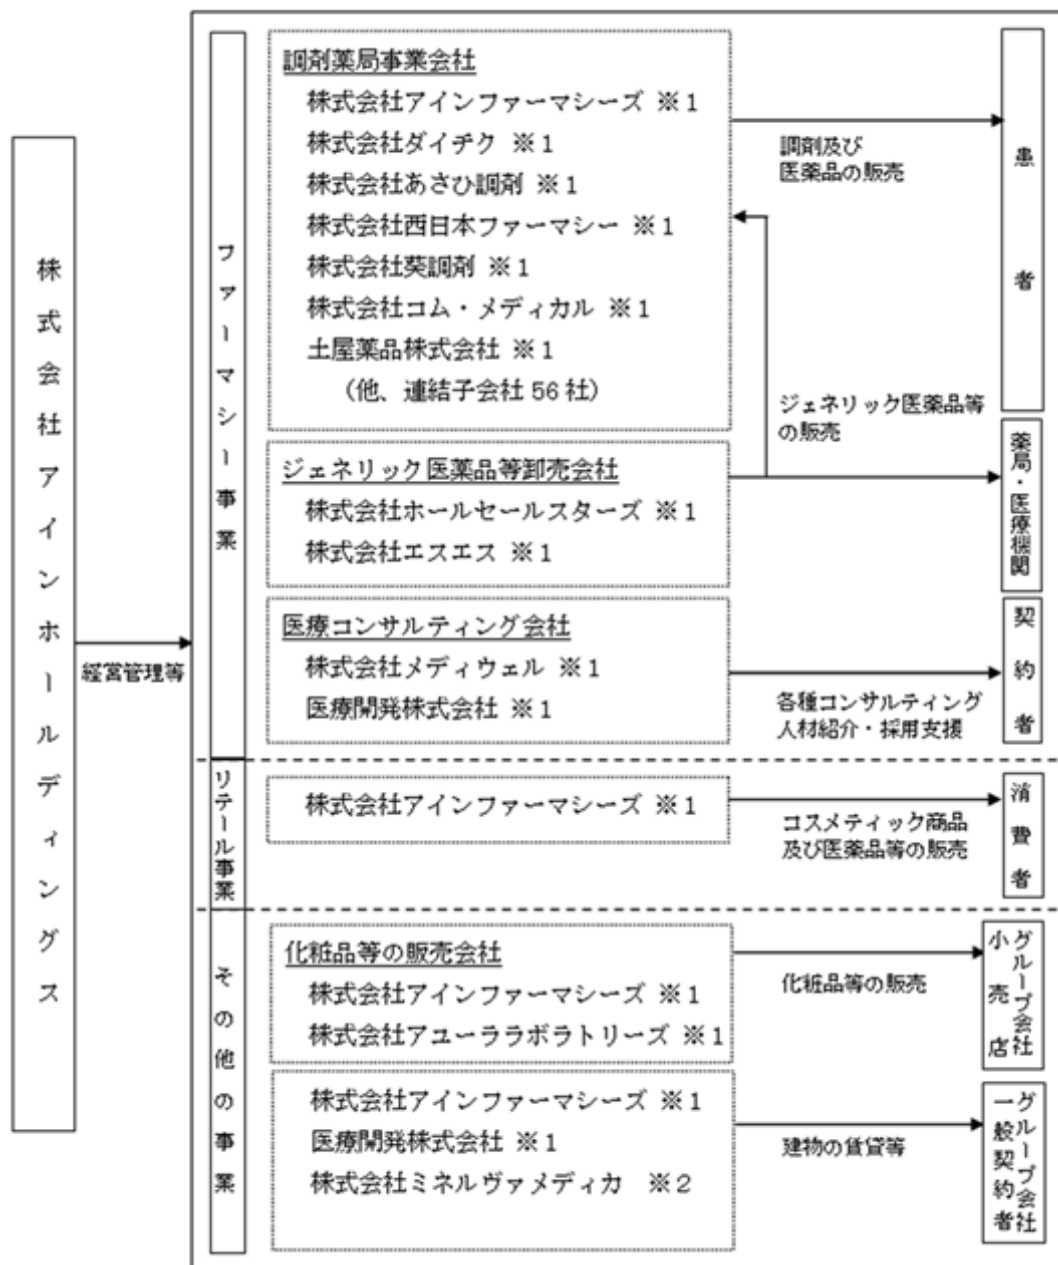 株式会社アインホールディングス
経営管理等
ファーマシー事業
調剤薬局事業会社
株式会社アインファーマシーズ ※1
株式会社ダイチク ※1
株式会社あさひ調剤 ※1
株式会社西日本ファーマシー ※1
株式会社葵調剤 ※1
株式会社コム・メディカル ※1
土屋薬品株式会社 ※1
(他、連結子会社 56 社)
調剤及び
医薬品の販売
患者
ジェネリック医薬品等卸売会社
株式会社ホールセールスターズ ※1
株式会社エスエス ※1
ジェネリック医薬品等
の販売
薬局・医療機関
医療コンサルティング会社
株式会社メディウェル ※1
医療開発株式会社 ※1
各種コンサルティング
人材紹介・採用支援
契約者
リテール事業
株式会社アインファーマシーズ ※1
コスメティック商品
及び医薬品等の販売
消費者
その他の事業
化粧品等の販売会社
株式会社アインファーマシーズ ※1
株式会社アユーララボラトリーズ ※1
化粧品等の販売
グループ会社
小売店
株式会社アインファーマシーズ ※1
医療開発株式会社 ※1
株式会社ミネルヴァメディカ ※2
建物の賃貸等
グループ会社
一般契約者